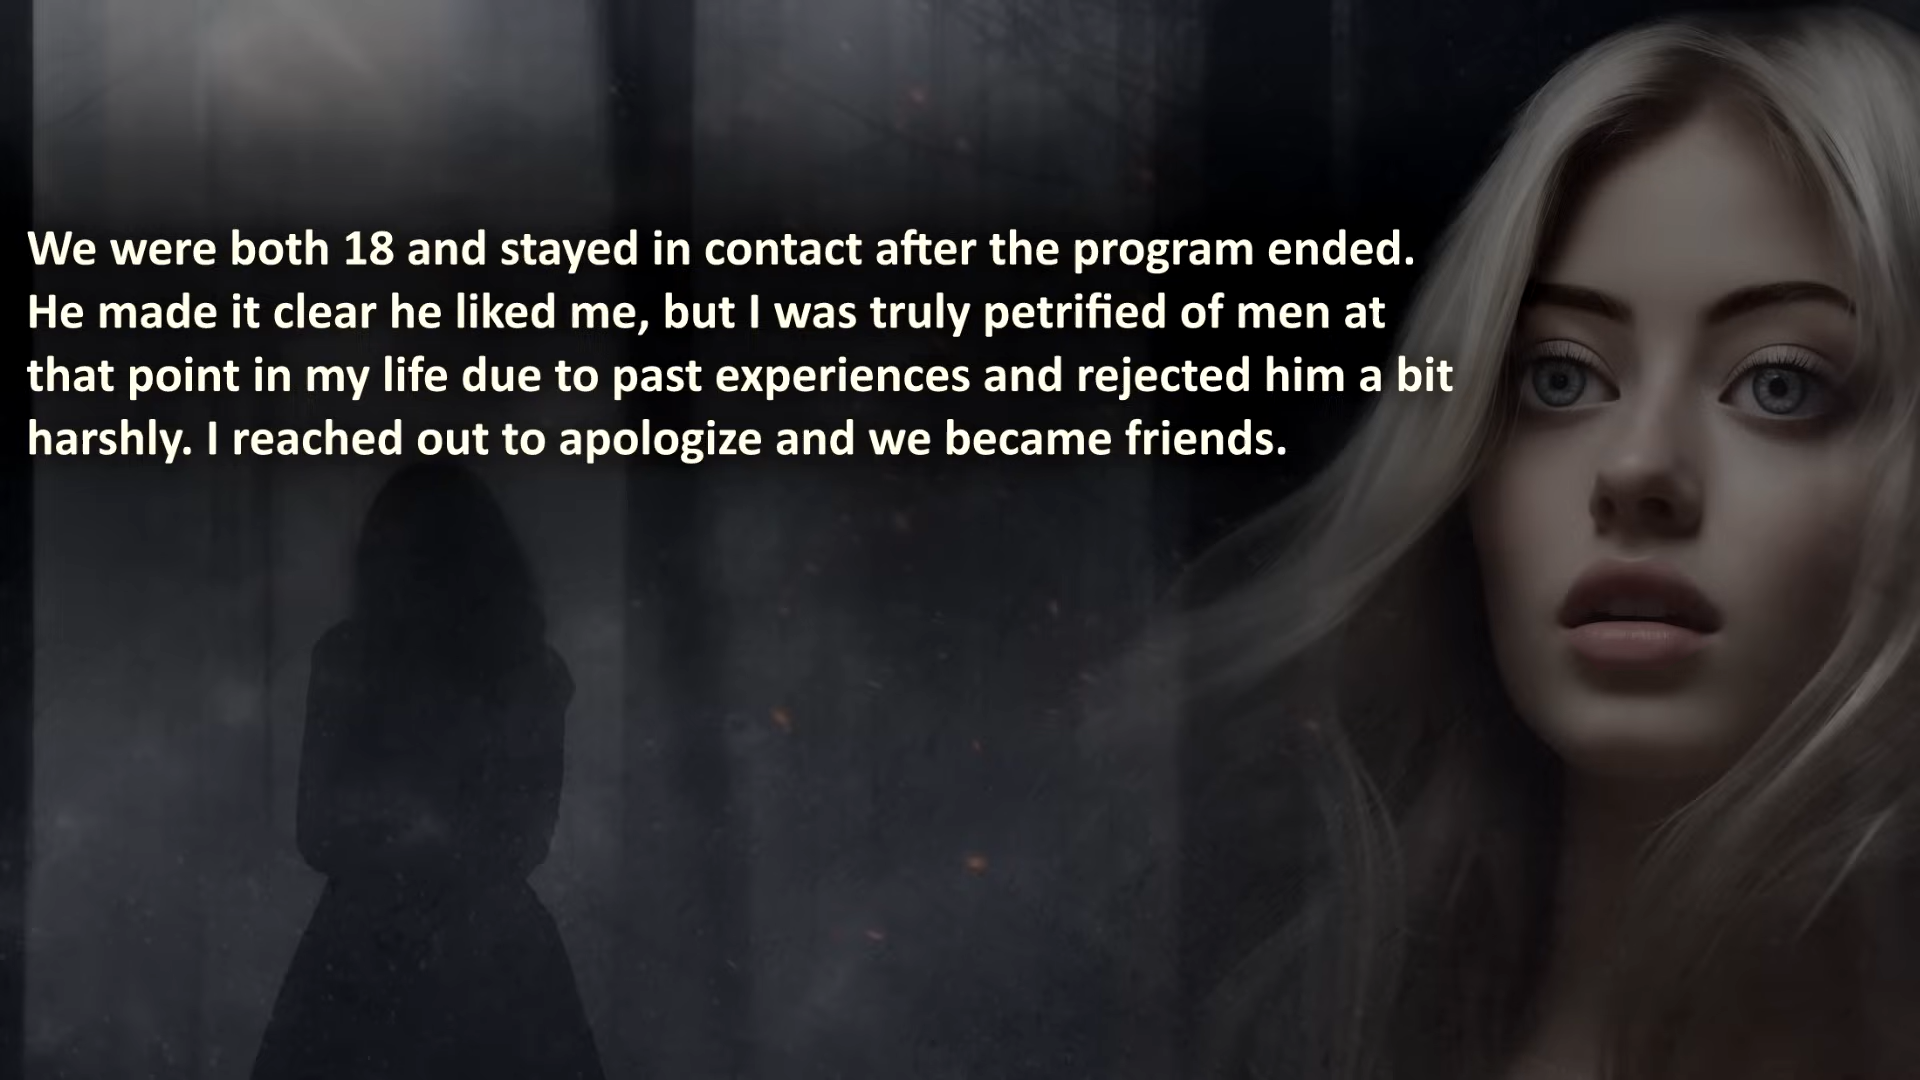 We were both 18 and stayed in contact after the program ended.
He made it clear he liked me, but I was truly petrified of men at
that point in my life due to past experiences and rejected him a bit
harshly. I reached out to apologize and we became friends.